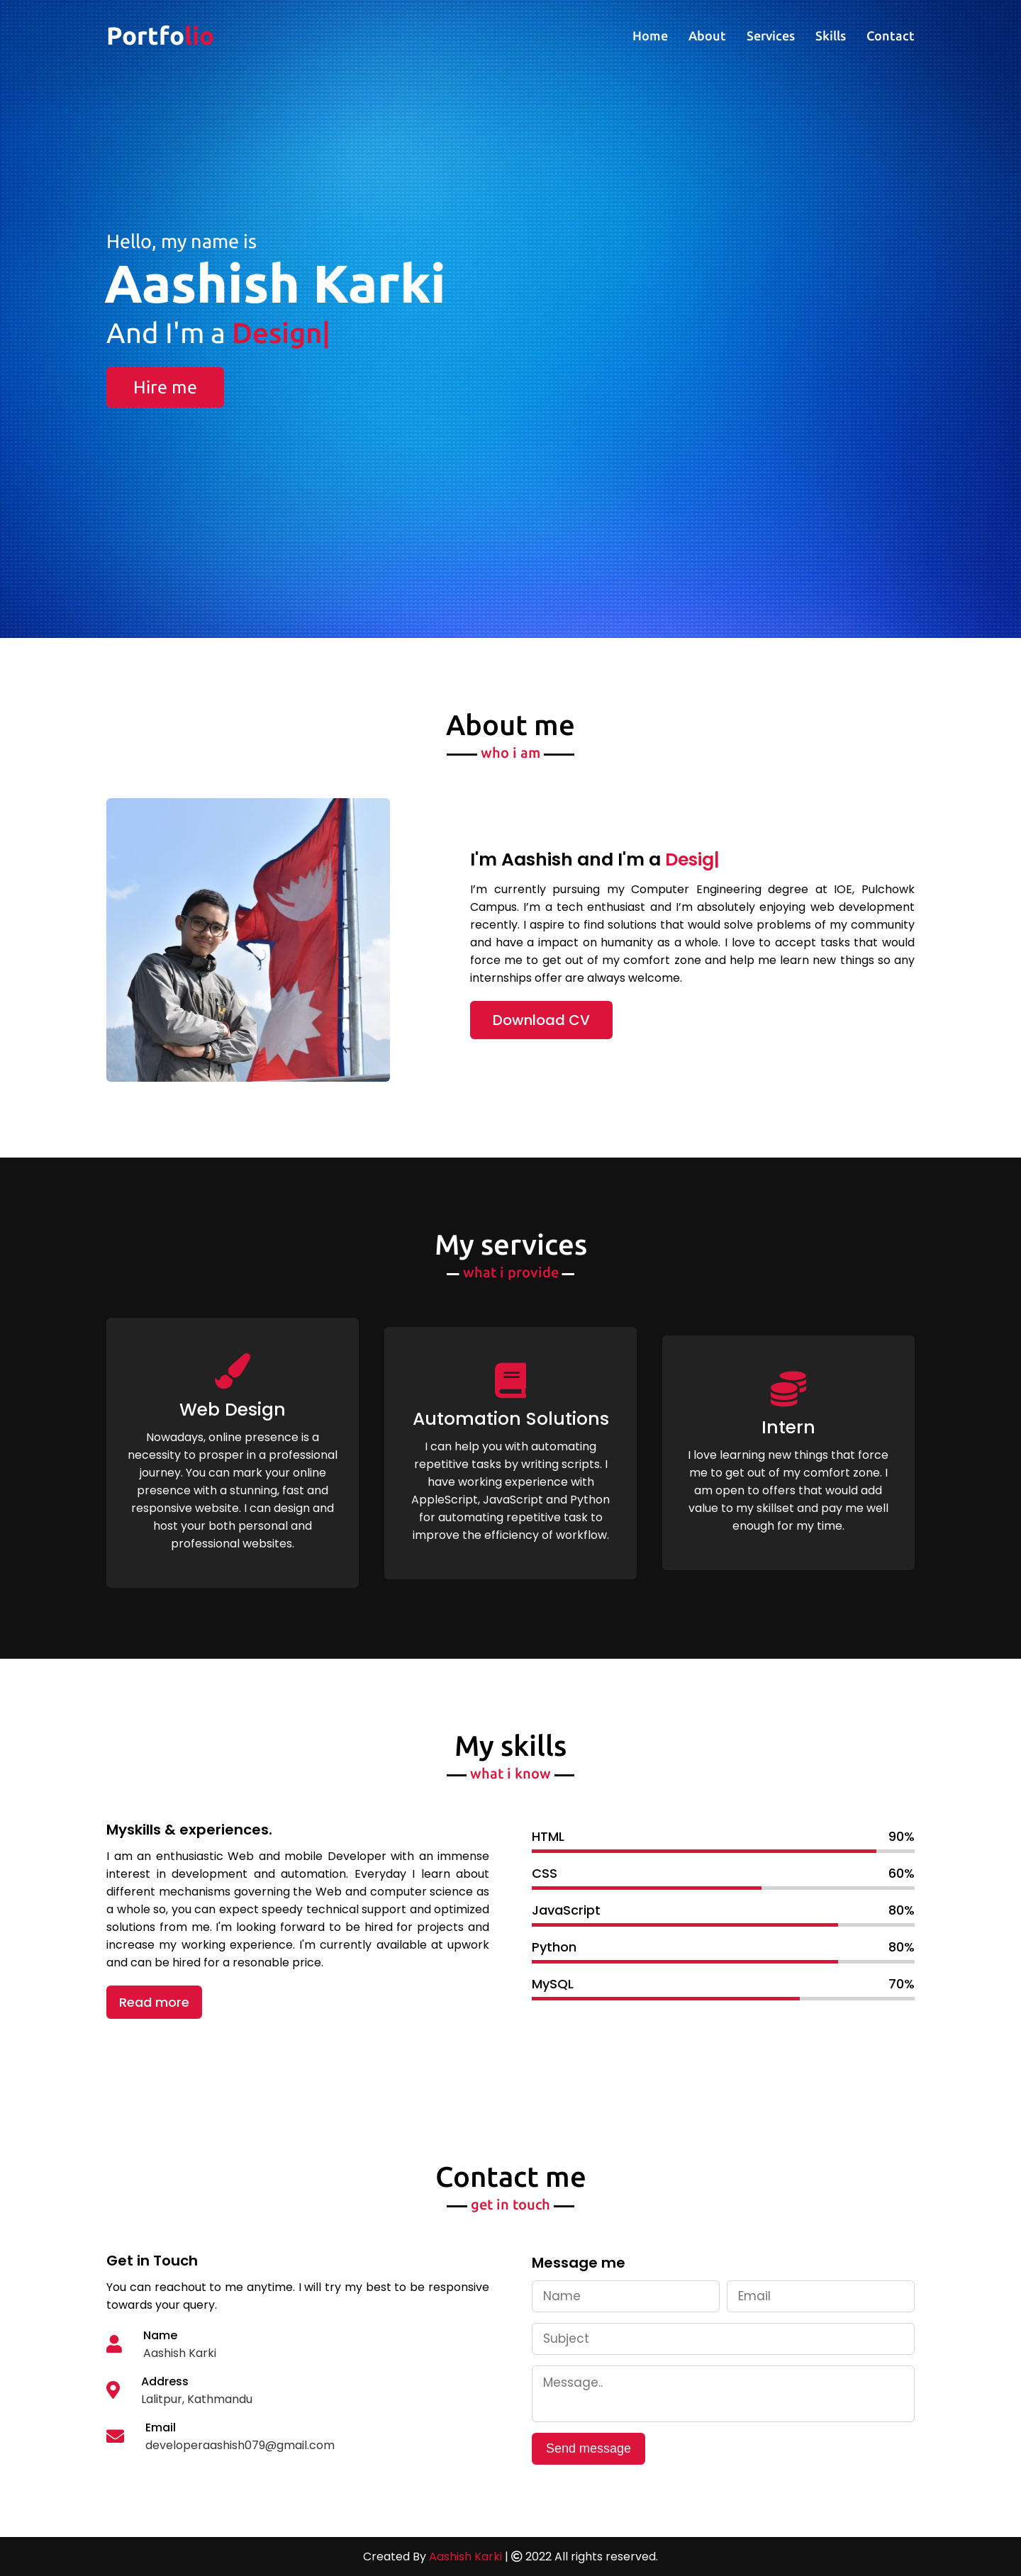 Portfolio
Home About Services Skills Contact
Hello, my name is
Aashish Karki
And I'm a Design|
Hire me
About me
who i am
I'm Aashish and I'm a Desig|
I’m currently pursuing my Computer Engineering degree at IOE, Pulchowk
Campus. I’m a tech enthusiast and I’m absolutely enjoying web development
recently. I aspire to find solutions that would solve problems of my community
and have a impact on humanity as a whole. I love to accept tasks that would
force me to get out of my comfort zone and help me learn new things so any
internships offer are always welcome.
Download CV
My services
what i provide
Web Design
Nowadays, online presence is a
necessity to prosper in a professional
journey. You can mark your online
presence with a stunning, fast and
responsive website. I can design and
host your both personal and
professional websites.
Automation Solutions
I can help you with automating
repetitive tasks by writing scripts. I
have working experience with
AppleScript, JavaScript and Python
for automating repetitive task to
improve the efficiency of workflow.
Intern
I love learning new things that force
me to get out of my comfort zone. I
am open to offers that would add
value to my skillset and pay me well
enough for my time.
My skills
what i know
Myskills & experiences.
I am an enthusiastic Web and mobile Developer with an immense
interest in development and automation. Everyday I learn about
different mechanisms governing the Web and computer science as
a whole so, you can expect speedy technical support and optimized
solutions from me. I'm looking forward to be hired for projects and
increase my working experience. I'm currently available at upwork
and can be hired for a resonable price.
Read more
HTML 90%
CSS 60%
JavaScript 80%
Python 80%
MySQL 70%
Contact me
get in touch
Get in Touch
You can reachout to me anytime. I will try my best to be responsive
towards your query.
Name
Aashish Karki
Address
Lalitpur, Kathmandu
Email
developeraashish079@gmail.com
Message me
Name Email
Subject
Message..
Send message
Created By Aashish Karki | © 2022 All rights reserved.